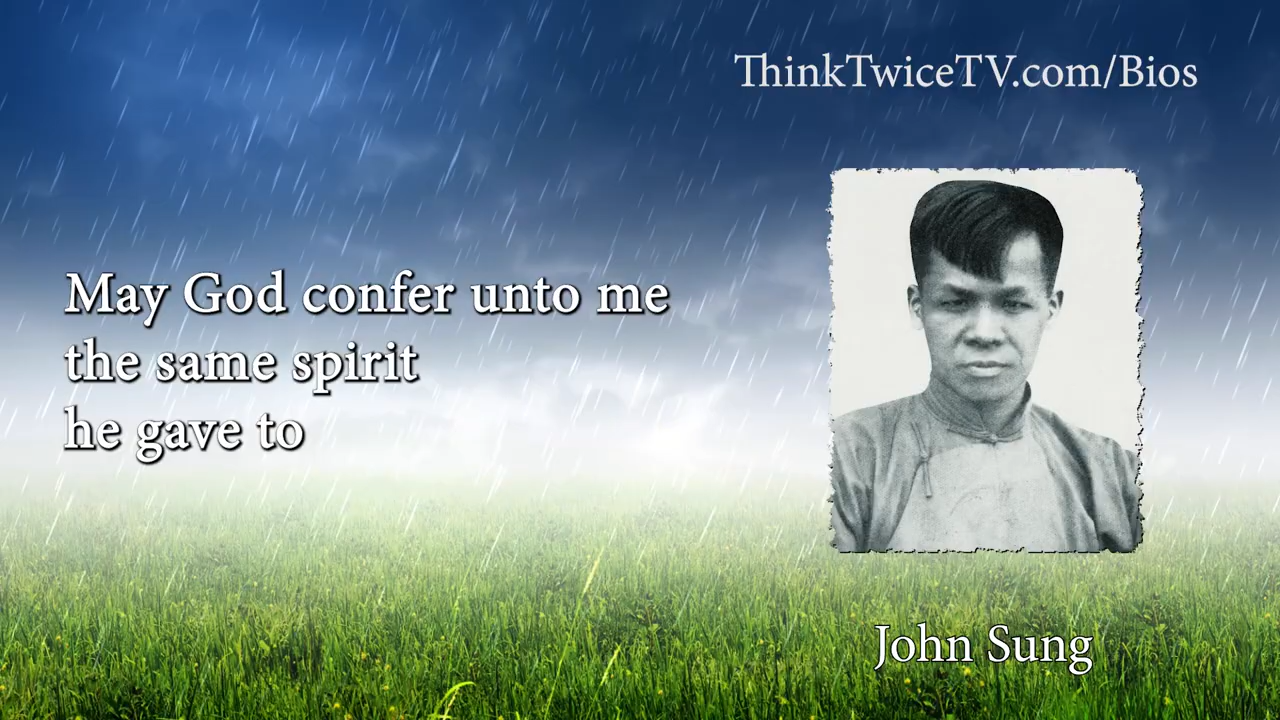 ThinkTwiceTV.com/Bios
May God confer unto me
the same spirit
he gave to
John Sung